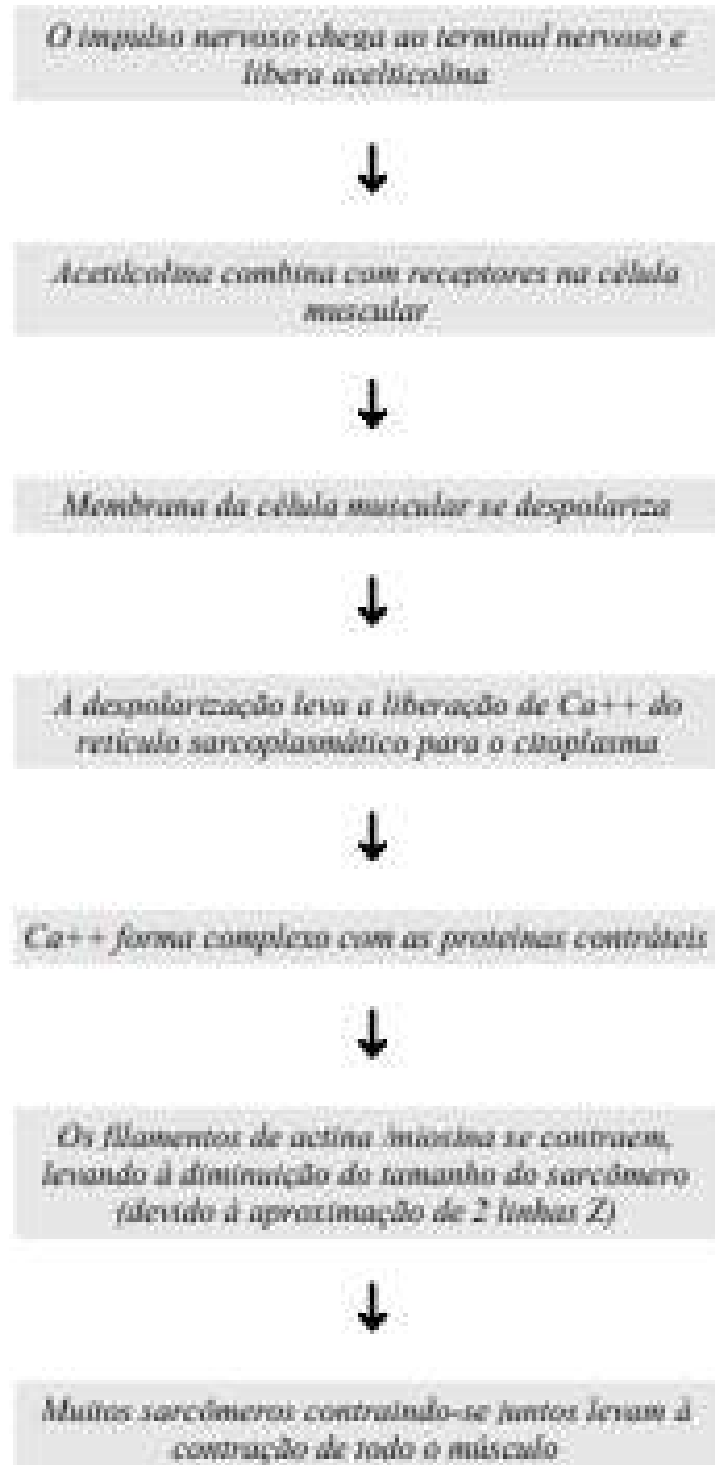 O impulso nervoso chega ao terminal nervoso e
libera acelticolina
Acetilcolina combina com receptores na célula
muscular
Membrana da célula muscular se despolariza
A despolarização leva a liberação de Ca++ do
retículo sarcoplasmático para o citoplasma
Ca++ forma complexo com as proteínas contráteis
Os filamentos de actina /miosina se contraem,
levando à diminuição do tamanho do sarcômero
(devido à aproximação de 2 linhas Z)
Muitos sarcômeros contraindo-se juntos levam à
contração de todo o músculo